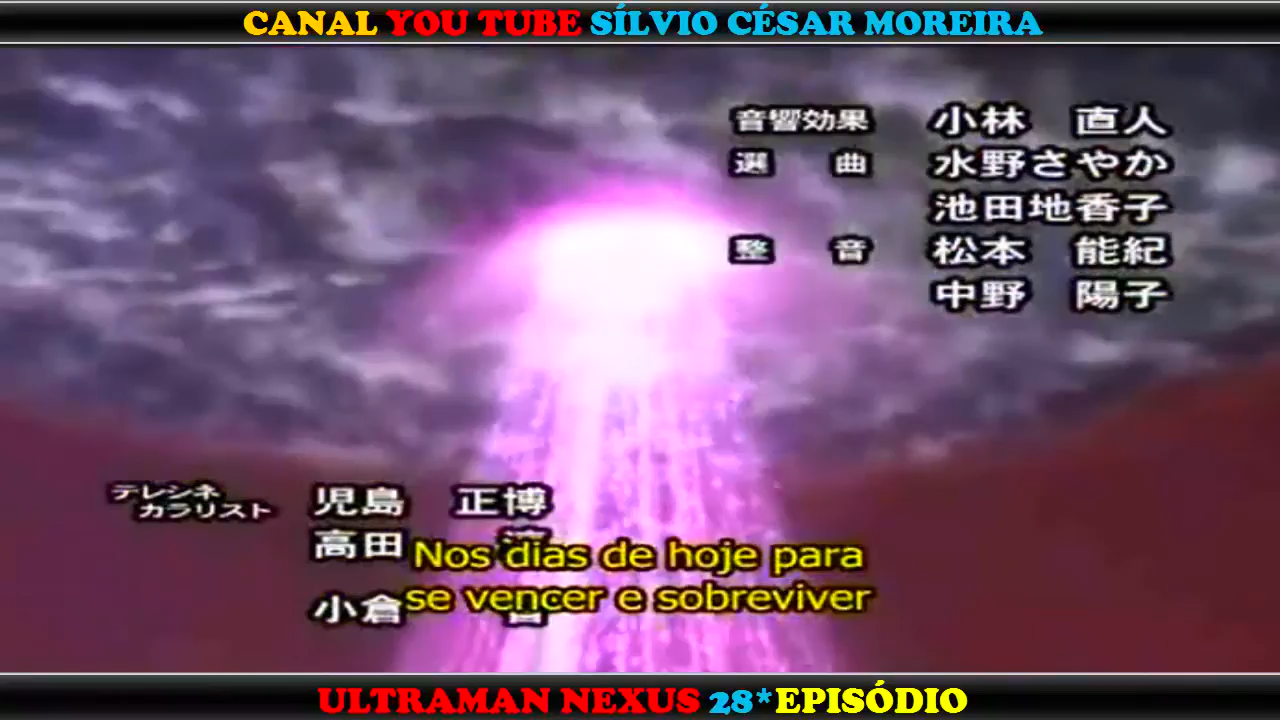 CANAL YOU TUBE SÍLVIO CÉSAR MOREIRA
音響効果 小林 直人
選 曲 水野さやか
池田地香子
整 音 松本 能紀
中野 陽子
テレシネ
カラリスト 児島 正博
高田
小倉
Nos dias de hoje para
se vencer e sobreviver
ULTRAMAN NEXUS 28*EPISÓDIO